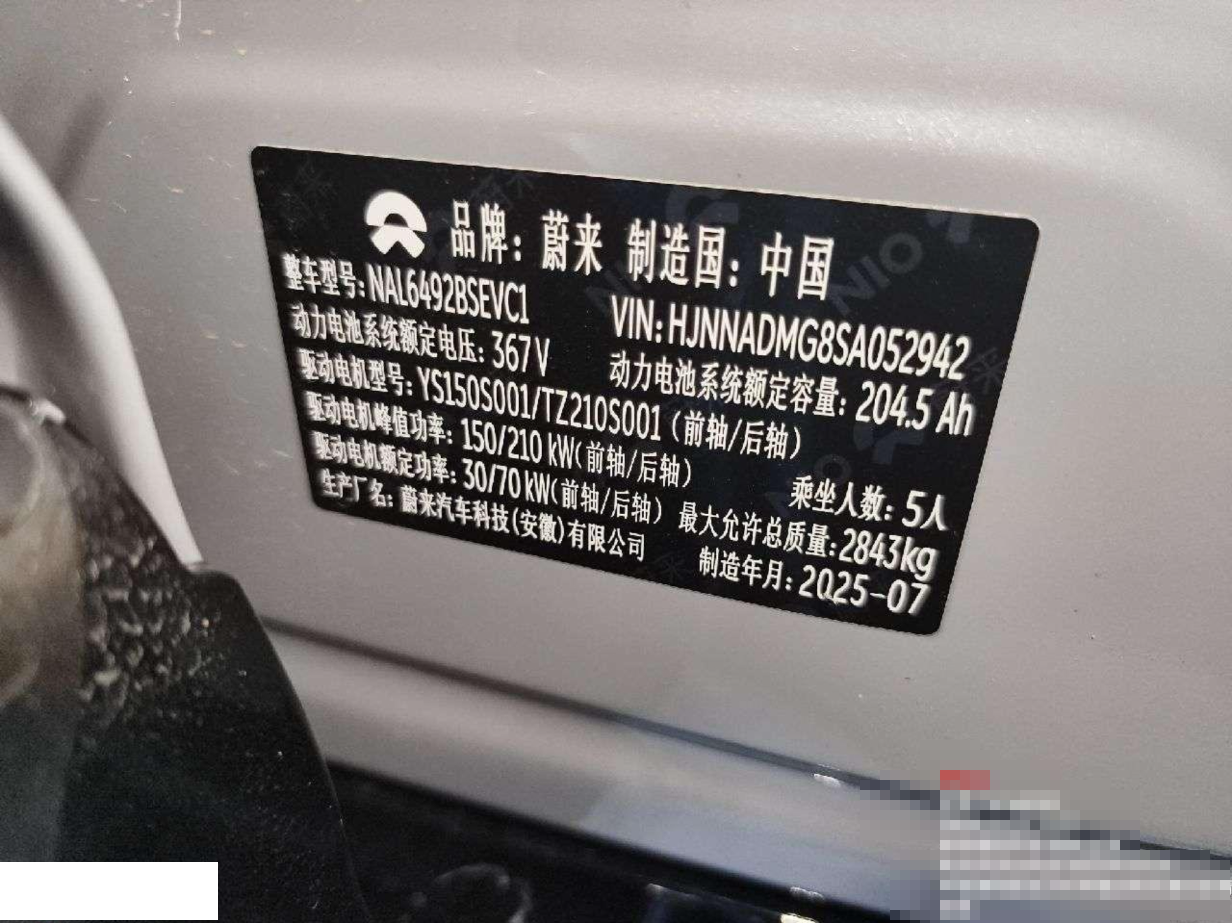 品牌：蔚来 制造国：中国
整车型号：NAL6492BSEVC1 VIN：HJNNADMG8SA052942
动力电池系统额定电压：367V 动力电池系统额定容量：204.5 Ah
驱动电机型号：YS150S001/TZ210S001（前轴/后轴）
驱动电机峰值功率：150/210 kW（前轴/后轴） 乘坐人数：5人
驱动电机额定功率：30/70 kW（前轴/后轴） 最大允许总质量：2843kg
生产厂名：蔚来汽车科技（安徽）有限公司 制造年月：2025-07